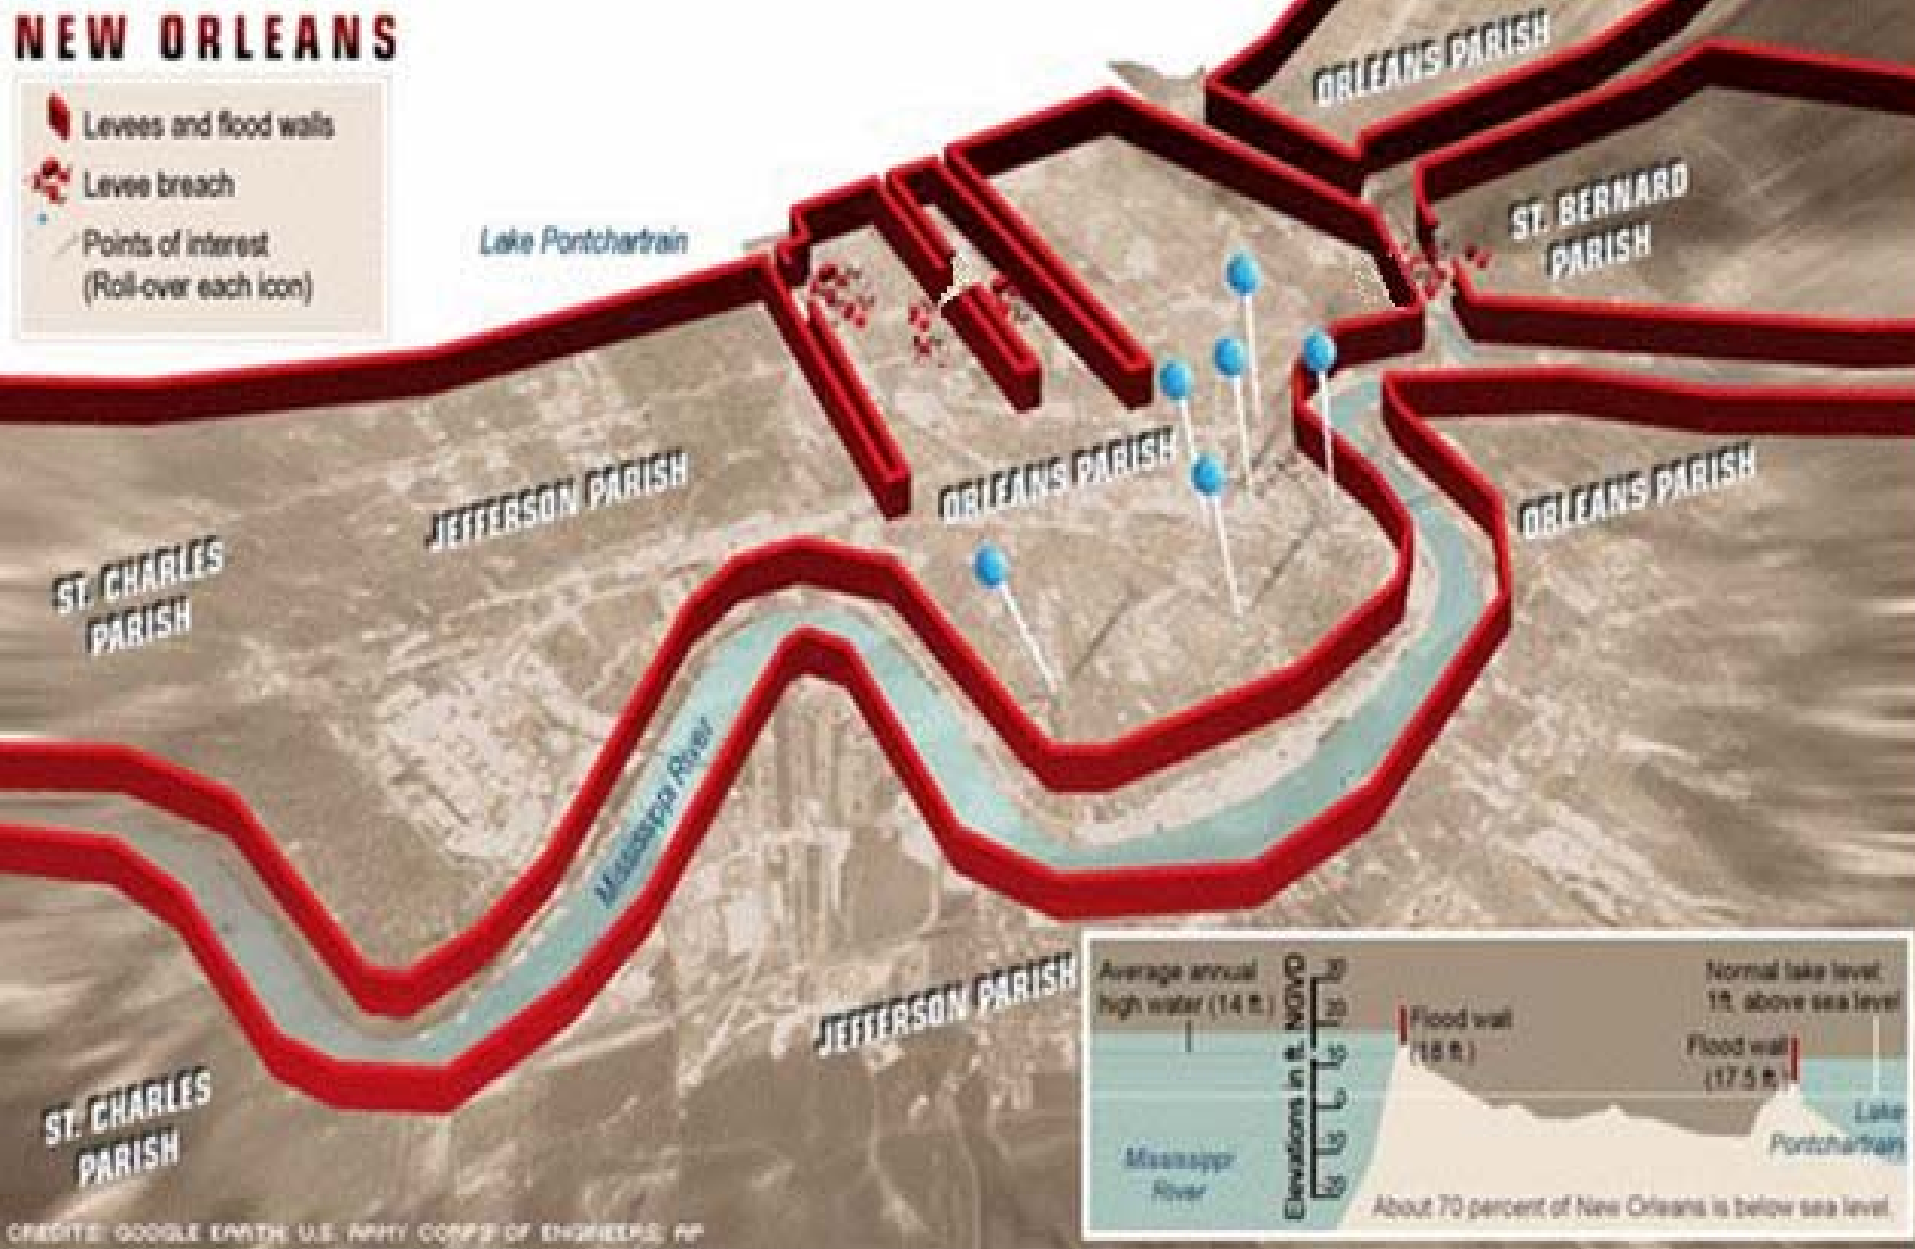 NEW ORLEANS
Levees and flood walls
Levee breach
Points of interest
(Roll-over each icon)
Lake Pontchartrain
ORLEANS PARISH
ST. BERNARD
PARISH
JEFFERSON PARISH
ORLEANS PARISH
ORLEANS PARISH
ST. CHARLES
PARISH
Mississippi River
JEFFERSON PARISH
ST. CHARLES
PARISH
Average annual
high water (14 ft.)
Elevations in ft. NGVD
20
10
0
Flood wall
(18 ft.)
Normal lake level:
1 ft. above sea level
Flood wall
(17.5 ft.)
Mississippi
River
Lake
Pontchartrain
About 70 percent of New Orleans is below sea level.
CREDITS: GOOGLE EARTH; U.S. ARMY CORPS OF ENGINEERS; AP